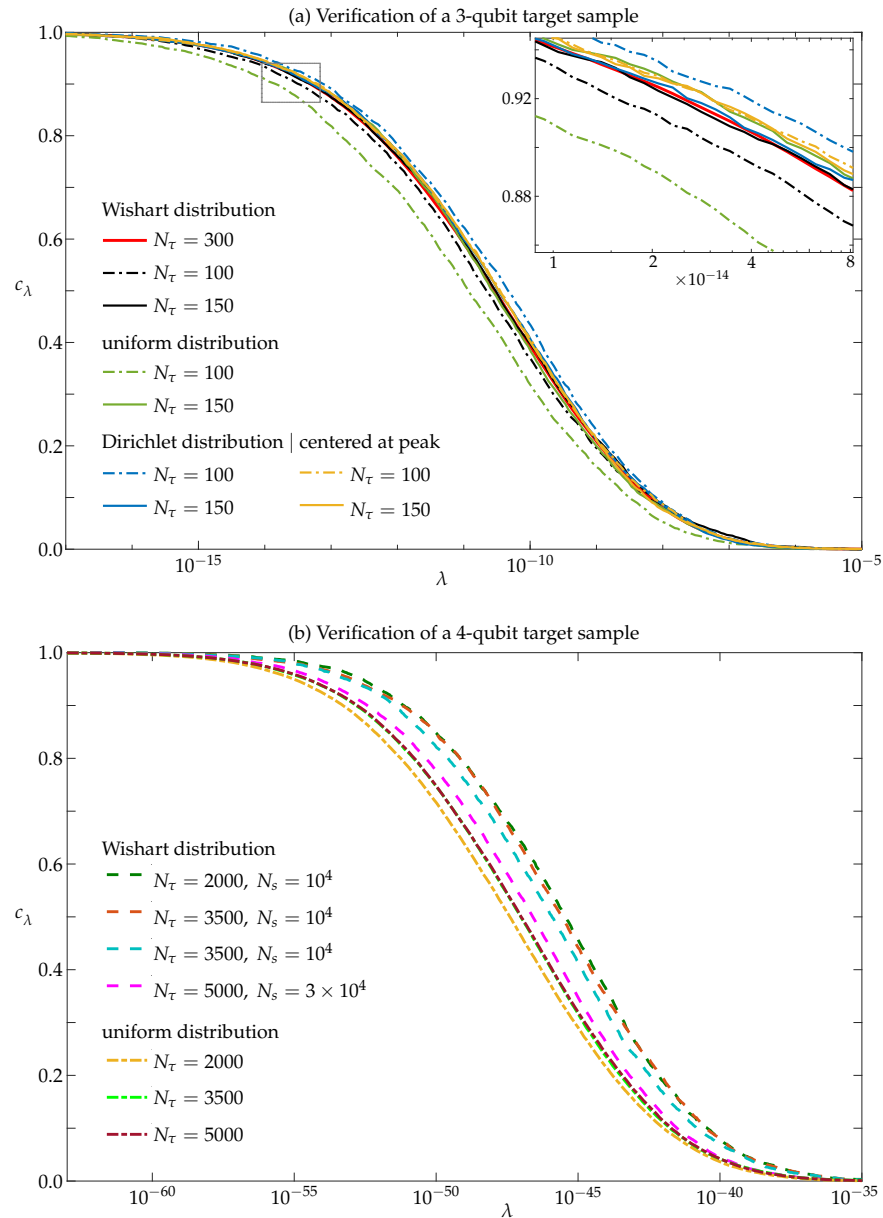 (a) Verification of a 3-qubit target sample
1.0
0.8
0.6
0.4
0.2
0.0
c_λ
Wishart distribution
N_τ = 300
N_τ = 100
N_τ = 150
uniform distribution
N_τ = 100
N_τ = 150
Dirichlet distribution | centered at peak
N_τ = 100 N_τ = 100
N_τ = 150 N_τ = 150
0.92
0.88
1 2 4 8
×10^−14
10^−15 10^−10 10^−5
λ
(b) Verification of a 4-qubit target sample
1.0
0.8
0.6
0.4
0.2
0.0
c_λ
Wishart distribution
N_τ = 2000, N_s = 10^4
N_τ = 3500, N_s = 10^4
N_τ = 3500, N_s = 10^4
N_τ = 5000, N_s = 3 × 10^4
uniform distribution
N_τ = 2000
N_τ = 3500
N_τ = 5000
10^−60 10^−55 10^−50 10^−45 10^−40 10^−35
λ